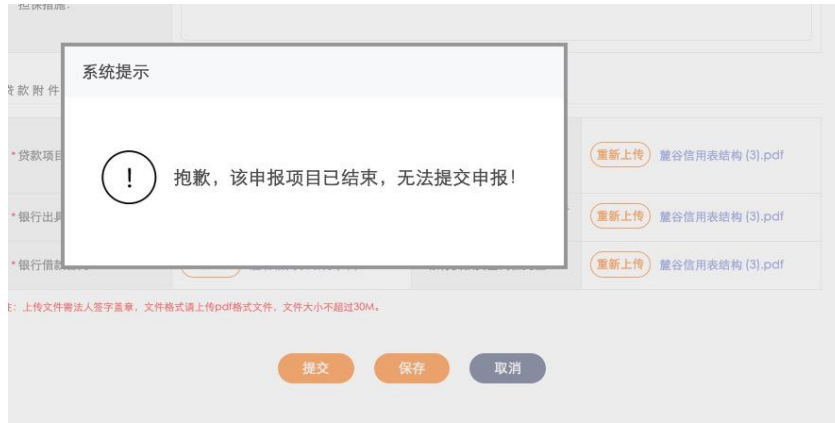 担保措施：
贷款附件
系统提示
抱歉，该申报项目已结束，无法提交申报！
*贷款项目
重新上传 麓谷信用表结构 (3).pdf
*银行出具
重新上传 麓谷信用表结构 (3).pdf
*银行借款
重新上传 麓谷信用表结构 (3).pdf
注：上传文件需法人签字盖章，文件格式请上传pdf格式文件，文件大小不超过30M。
提交 保存 取消